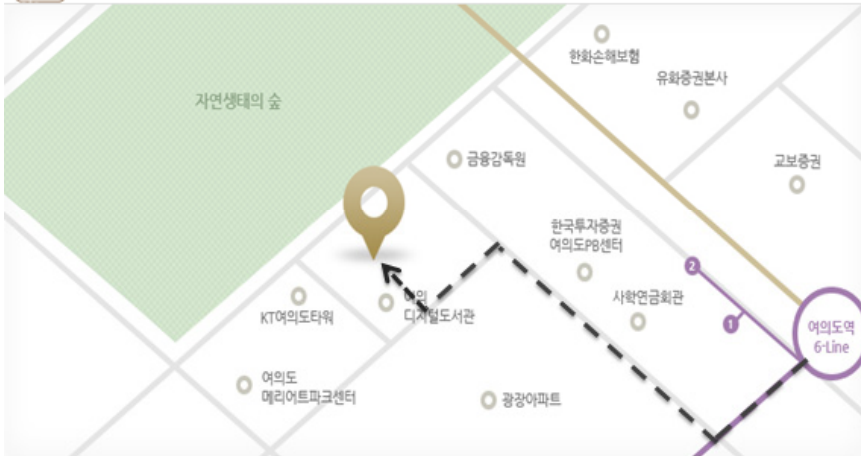 한화손해보험
유화증권본사
자연생태의 숲
금융감독원
교보증권
한국투자증권
여의도PB센터
2
사학연금회관
KT여의도타워
여의
디지털도서관
1
여의도역
6-Line
여의도
메리어트파크센터
광장아파트